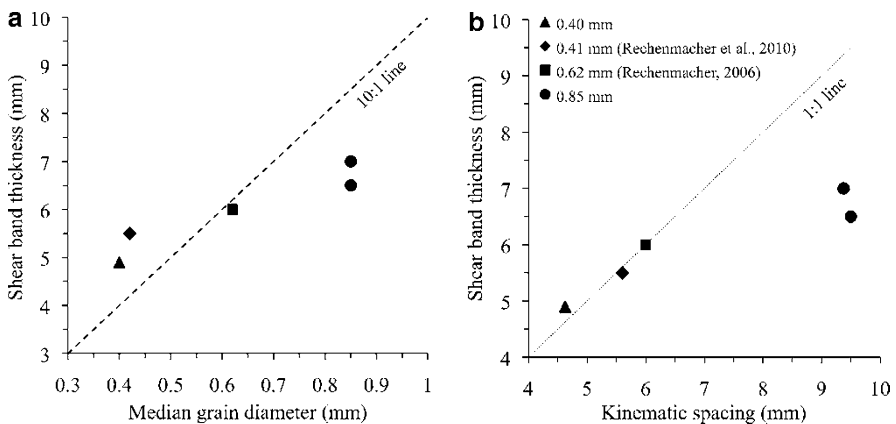 a
10
9
8
7
6
5
4
3
0.3 0.4 0.5 0.6 0.7 0.8 0.9 1
Shear band thickness (mm)
Median grain diameter (mm)
10:1 line
b
10
9
8
7
6
5
4
4 5 6 7 8 9 10
Shear band thickness (mm)
Kinematic spacing (mm)
0.40 mm
0.41 mm (Rechenmacher et al., 2010)
0.62 mm (Rechenmacher, 2006)
0.85 mm
1:1 line